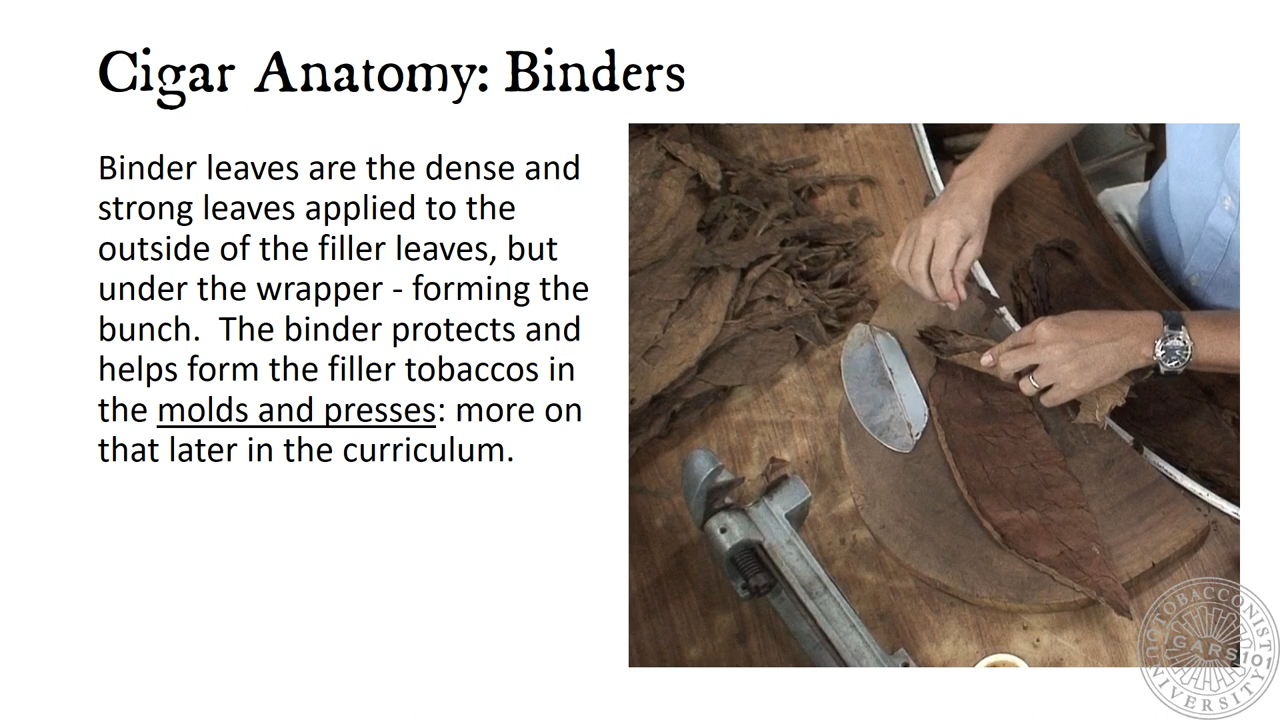 Cigar Anatomy: Binders
Binder leaves are the dense and
strong leaves applied to the
outside of the filler leaves, but
under the wrapper - forming the
bunch.  The binder protects and
helps form the filler tobaccos in
the molds and presses: more on
that later in the curriculum.
TOBACCONIST
UNIVERSITY